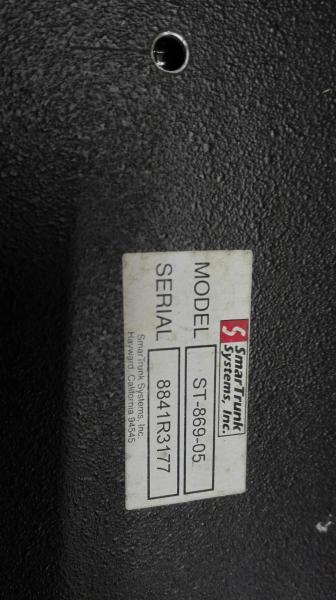 SmarTrunk
Systems, Inc.
MODEL ST-869-05
SERIAL 8841R3177
SmarTrunk Systems, Inc.
Hayward, California 94545